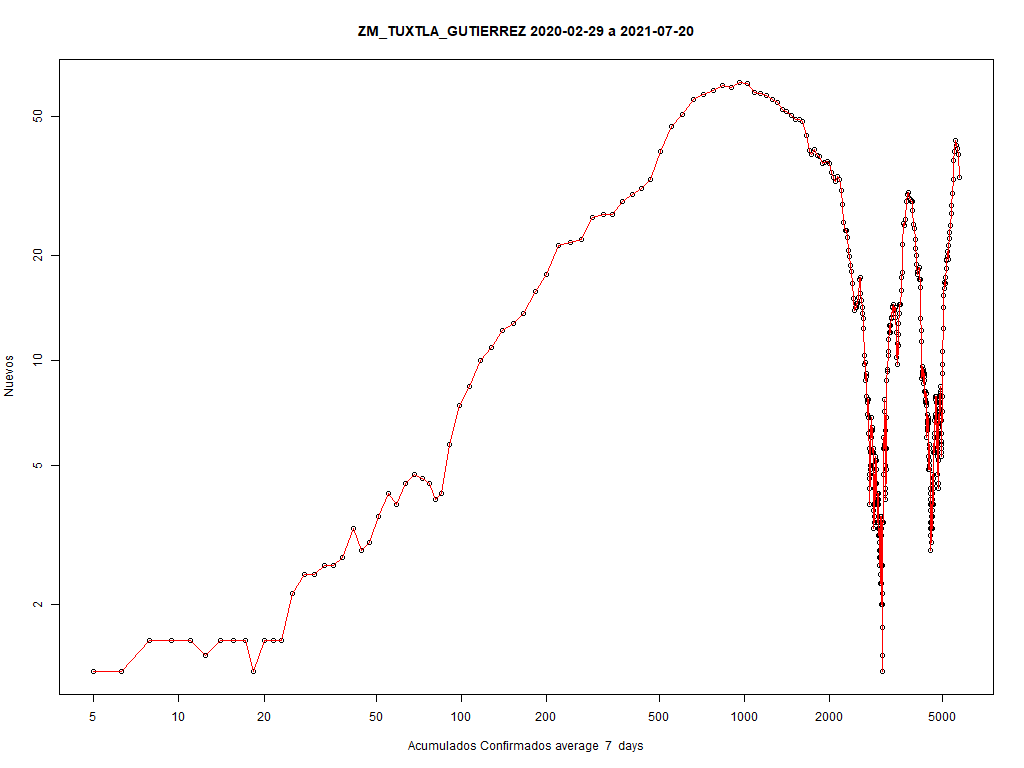 ZM_TUXTLA_GUTIERREZ 2020-02-29 a 2021-07-20
50
20
10
5
2
Nuevos
5 10 20 50 100 200 500 1000 2000 5000
Acumulados Confirmados average 7 days